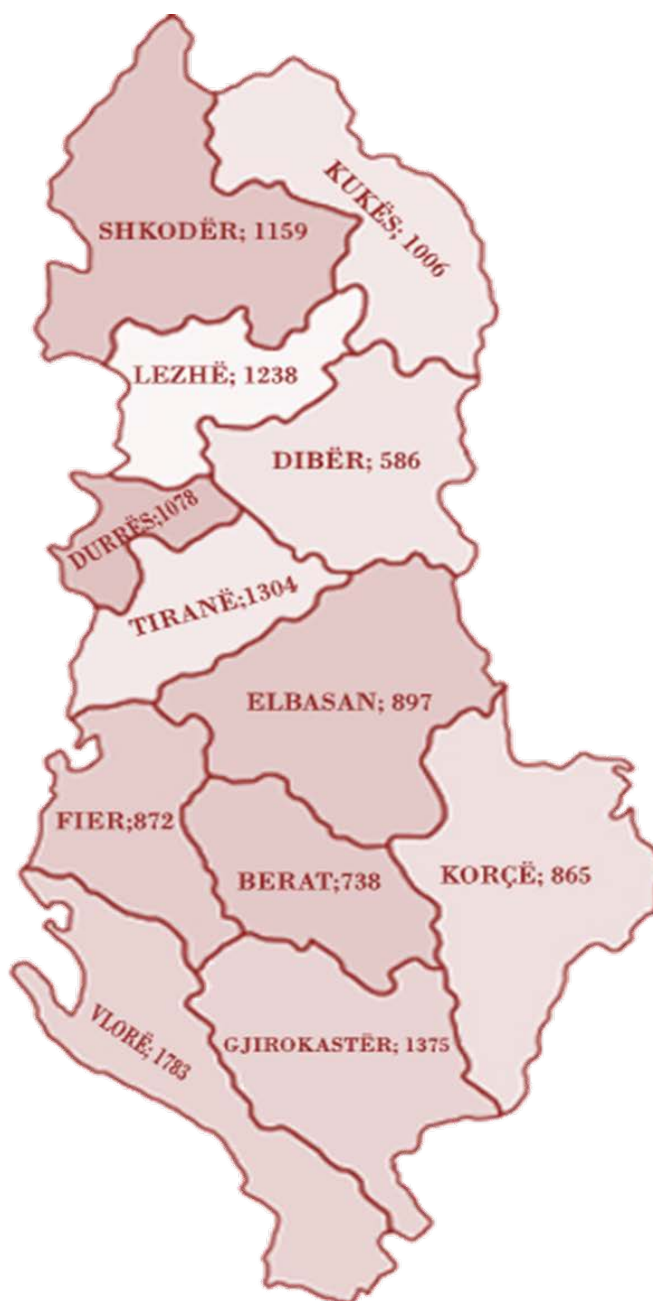 KUKËS; 1006
SHKODËR; 1159
LEZHË; 1238
DIBËR; 586
DURRËS;1078
TIRANË;1304
ELBASAN; 897
FIER;872
BERAT;738
KORÇË; 865
VLORË; 1783
GJIROKASTËR; 1375